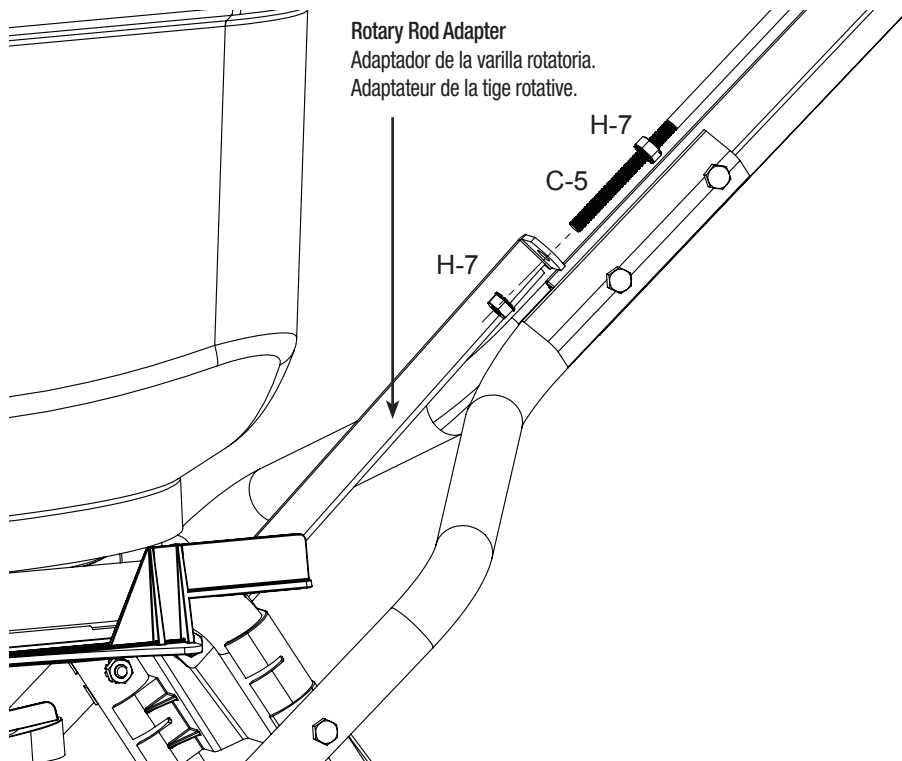 Rotary Rod Adapter
Adaptador de la varilla rotatoria.
Adaptateur de la tige rotative.
H-7
C-5
H-7